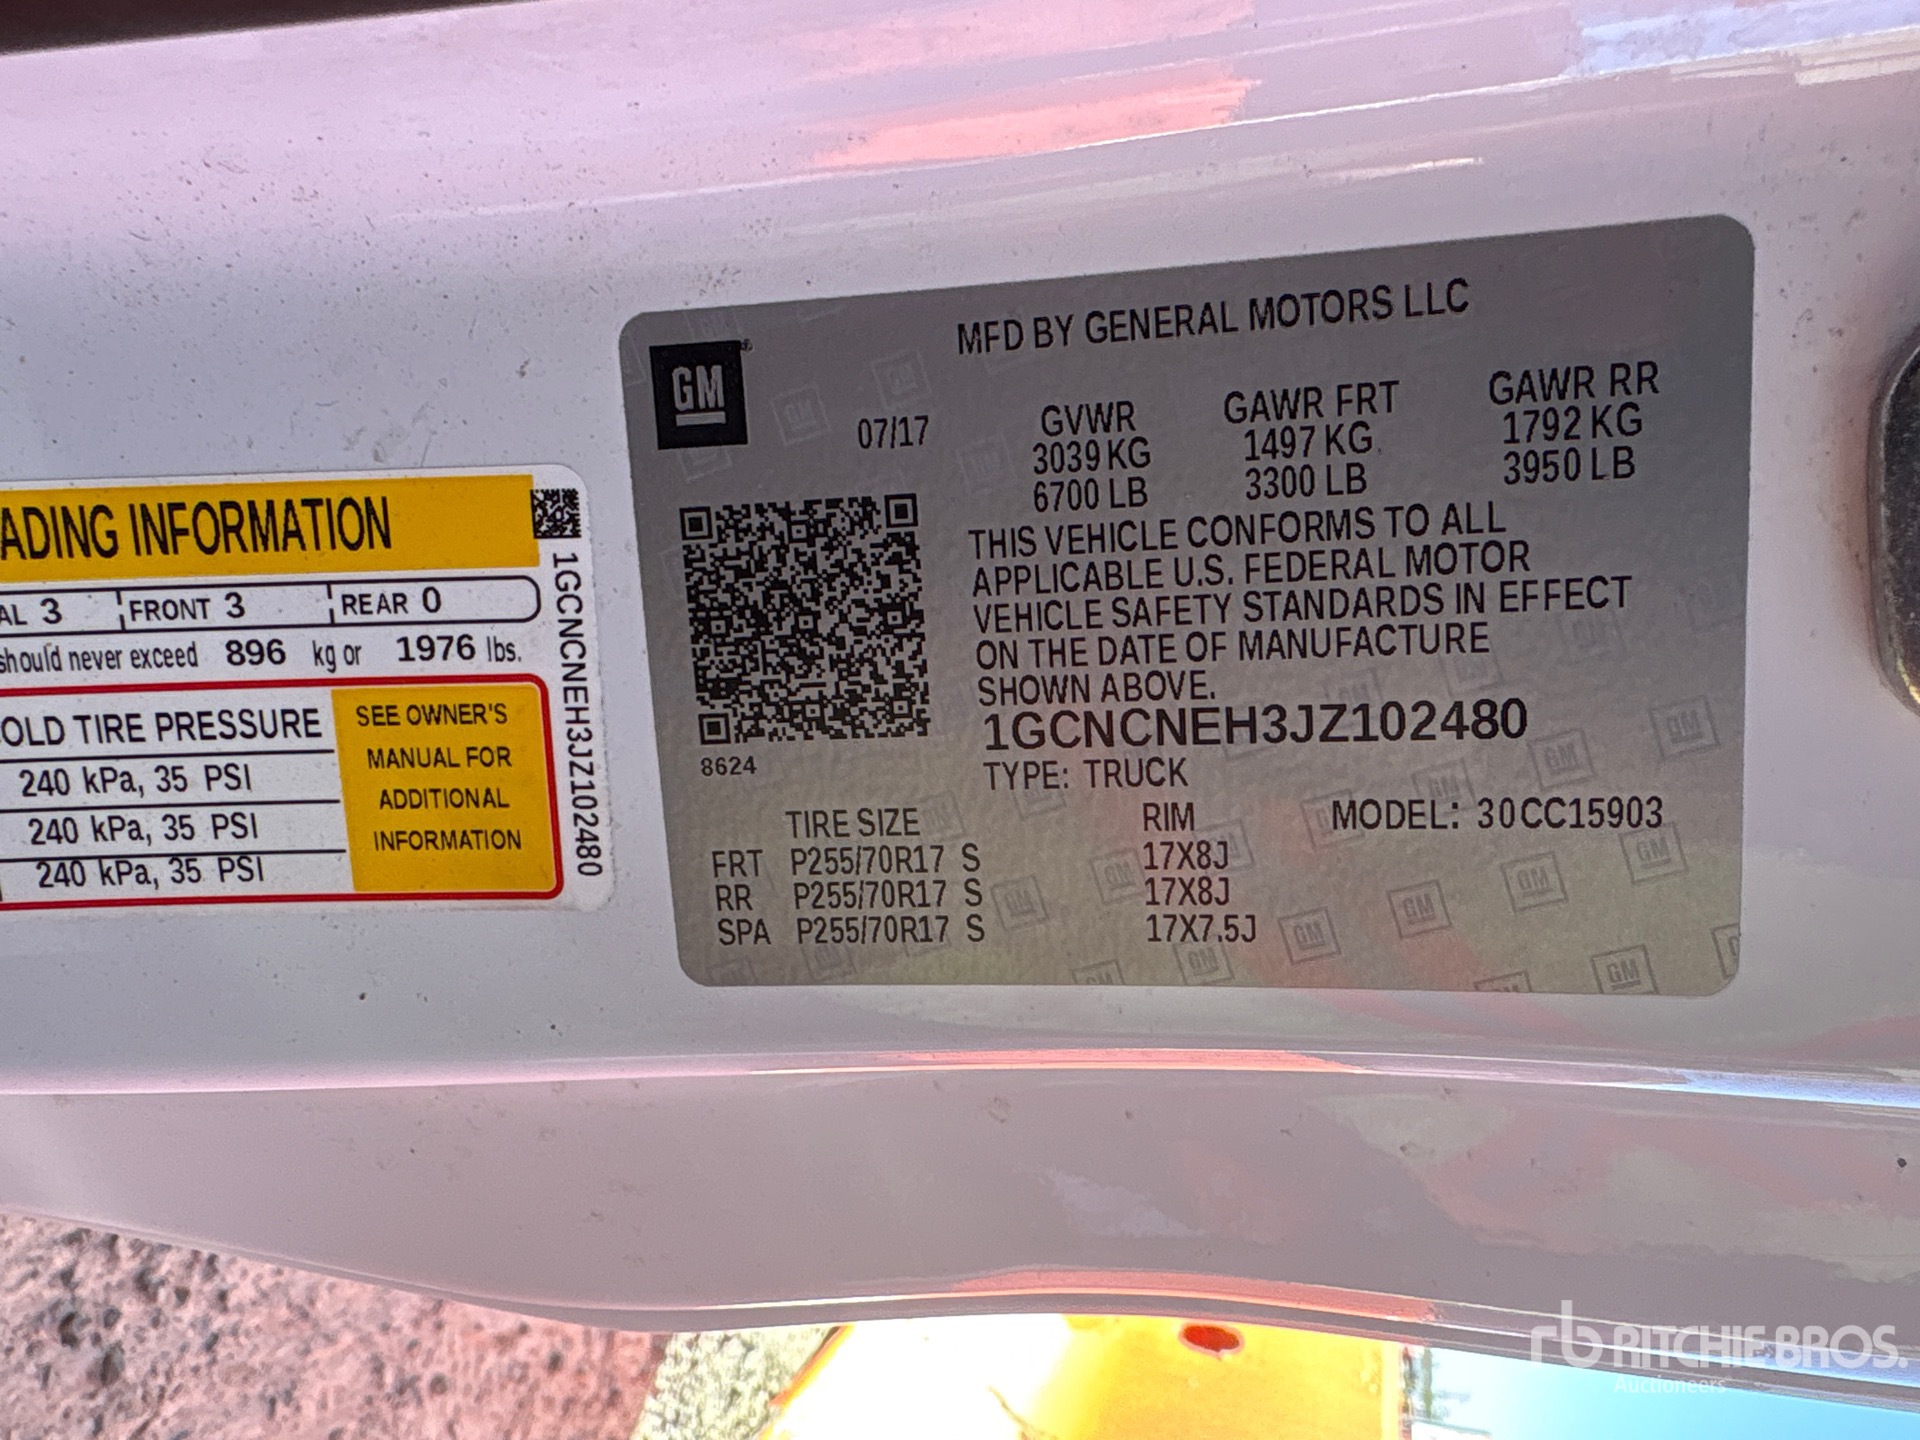 ADING INFORMATION
AL 3 FRONT 3 REAR 0
should never exceed 896 kg or 1976 lbs.
OLD TIRE PRESSURE
240 kPa, 35 PSI
240 kPa, 35 PSI
240 kPa, 35 PSI
SEE OWNER'S
MANUAL FOR
ADDITIONAL
INFORMATION
1GCNCNEH3JZ102480
GM
MFD BY GENERAL MOTORS LLC
07/17
GVWR GAWR FRT GAWR RR
3039 KG 1497 KG 1792 KG
6700 LB 3300 LB 3950 LB
THIS VEHICLE CONFORMS TO ALL
APPLICABLE U.S. FEDERAL MOTOR
VEHICLE SAFETY STANDARDS IN EFFECT
ON THE DATE OF MANUFACTURE
SHOWN ABOVE.
1GCNCNEH3JZ102480
8624
TYPE: TRUCK
TIRE SIZE RIM MODEL: 30CC15903
FRT P255/70R17 S 17X8J
RR P255/70R17 S 17X8J
SPA P255/70R17 S 17X7.5J
rb RITCHIE BROS.
Auctioneers